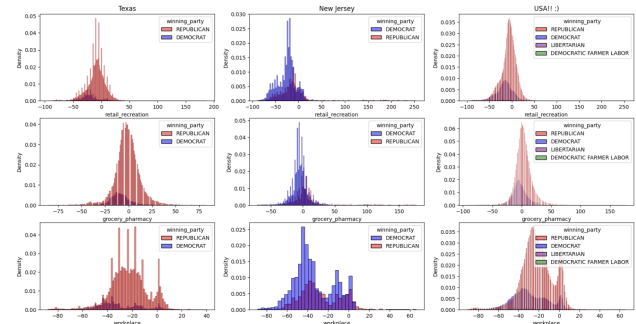 Texas
0.05
0.04
0.03
0.02
0.01
0.00
Density
-100 -50 0 50 100 150 200
retail_recreation
winning_party
REPUBLICAN
DEMOCRAT
New Jersey
0.030
0.025
0.020
0.015
0.010
0.005
0.000
Density
-100 -50 0 50 100 150 200 250
retail_recreation
winning_party
DEMOCRAT
REPUBLICAN
USA!! :)
0.035
0.030
0.025
0.020
0.015
0.010
0.005
0.000
Density
-100 -50 0 50 100 150 200 250
retail_recreation
winning_party
REPUBLICAN
DEMOCRAT
LIBERTARIAN
DEMOCRATIC FARMER LABOR
0.04
0.03
0.02
0.01
0.00
Density
-75 -50 -25 0 25 50 75
grocery_pharmacy
winning_party
REPUBLICAN
DEMOCRAT
0.05
0.04
0.03
0.02
0.01
0.00
Density
-50 0 50 100 150
grocery_pharmacy
winning_party
DEMOCRAT
REPUBLICAN
0.06
0.05
0.04
0.03
0.02
0.01
0.00
Density
-100 -50 0 50 100 150
grocery_pharmacy
winning_party
REPUBLICAN
DEMOCRAT
LIBERTARIAN
DEMOCRATIC FARMER LABOR
0.04
0.03
0.02
0.01
0.00
Density
-80 -60 -40 -20 0 20 40
workplace
winning_party
REPUBLICAN
DEMOCRAT
0.025
0.020
0.015
0.010
0.005
0.000
Density
-80 -60 -40 -20 0 20 40 60
workplace
winning_party
DEMOCRAT
REPUBLICAN
0.035
0.030
0.025
0.020
0.015
0.010
0.005
0.000
Density
-80 -60 -40 -20 0 20 40 60
workplace
winning_party
REPUBLICAN
DEMOCRAT
LIBERTARIAN
DEMOCRATIC FARMER LABOR